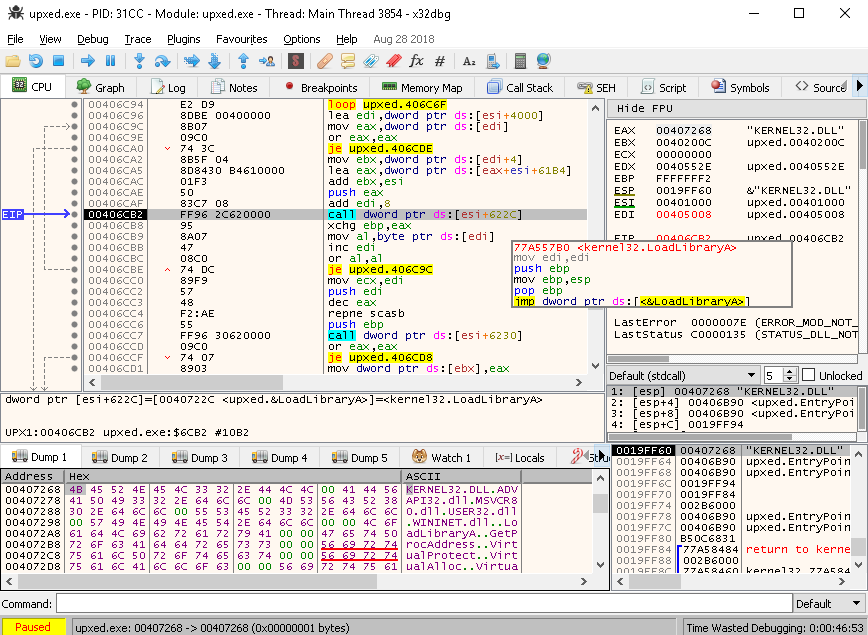 upxed.exe - PID: 31CC - Module: upxed.exe - Thread: Main Thread 3854 - x32dbg
File View Debug Trace Plugins Favourites Options Help Aug 28 2018
CPU Graph Log Notes Breakpoints Memory Map Call Stack SEH Script Symbols Source
00406C94 E2 D9 loop upxed.406C6F
00406C96 8DBE 00400000 lea edi,dword ptr ds:[esi+4000]
00406C9C 8B07 mov eax,dword ptr ds:[edi]
00406C9E 09C0 or eax,eax
00406CA0 74 3C je upxed.406CDE
00406CA2 8B5F 04 mov ebx,dword ptr ds:[edi+4]
00406CA5 8D8430 B4610000 lea eax,dword ptr ds:[eax+esi+61B4]
00406CAC 01F3 add ebx,esi
00406CAE 50 push eax
00406CAF 83C7 08 add edi,8
EIP 00406CB2 FF96 2C620000 call dword ptr ds:[esi+622C]
00406CB8 95 xchg ebp,eax
00406CB9 8A07 mov al,byte ptr ds:[edi]
00406CBB 47 inc edi
00406CBC 08C0 or al,al
00406CBE 74 DC je upxed.406C9C
00406CC0 89F9 mov ecx,edi
00406CC2 57 push edi
00406CC3 48 dec eax
00406CC4 F2:AE repne scasb
00406CC6 55 push ebp
00406CC7 FF96 30620000 call dword ptr ds:[esi+6230]
00406CCD 09C0 or eax,eax
00406CCF 74 07 je upxed.406CD8
00406CD1 8903 mov dword ptr ds:[ebx],eax
77A557B0 <kernel32.LoadLibraryA>
mov edi,edi
push ebp
mov ebp,esp
pop ebp
jmp dword ptr ds:[<&LoadLibraryA>]
Hide FPU
EAX 00407268 "KERNEL32.DLL"
EBX 0040200C upxed.0040200C
ECX 00000000
EDX 0040552E upxed.0040552E
EBP FFFFFFF2
ESP 0019FF60 &"KERNEL32.DLL"
ESI 00401000 upxed.00401000
EDI 00405008 upxed.00405008
EIP 00406CB2 upxed.00406CB2
LastError 0000007E (ERROR_MOD_NOT_
LastStatus C0000135 (STATUS_DLL_NOT
Default (stdcall) 5 Unlocked
1: [esp] 00407268 "KERNEL32.DLL"
2: [esp+4] 00406B90 <upxed.EntryPoi
3: [esp+8] 00406B90 <upxed.EntryPoi
4: [esp+C] 0019FF94
dword ptr [esi+622C]=[0040722C <upxed.&LoadLibraryA>]=<kernel32.LoadLibraryA>
UPX1:00406CB2 upxed.exe:$6CB2 #10B2
Dump 1 Dump 2 Dump 3 Dump 4 Dump 5 Watch 1 [x=] Locals Stru
Address Hex ASCII
00407268 4B 45 52 4E 45 4C 33 32 2E 44 4C 4C 00 41 44 56 KERNEL32.DLL.ADV
00407278 41 50 49 33 32 2E 64 6C 6C 00 4D 53 56 43 52 38 API32.dll.MSVCR8
00407288 30 2E 64 6C 6C 00 55 53 45 52 33 32 2E 64 6C 6C 0.dll.USER32.dll
00407298 00 57 49 4E 49 4E 45 54 2E 64 6C 6C 00 00 4C 6F .WININET.dll..Lo
004072A8 61 64 4C 69 62 72 61 72 79 41 00 00 47 65 74 50 adLibraryA..GetP
004072B8 72 6F 63 41 64 64 72 65 73 73 00 00 56 69 72 74 rocAddress..Virt
004072C8 75 61 6C 50 72 6F 74 65 63 74 00 00 56 69 72 74 ualProtect..Virt
004072D8 75 61 6C 41 6C 6C 6F 63 00 00 56 69 72 74 75 61 ualAlloc..Virtua
0019FF60 00407268 "KERNEL32.DLL"
0019FF64 00406B90 upxed.EntryPoin
0019FF68 00406B90 upxed.EntryPoin
0019FF6C 0019FF94
0019FF70 0019FF84
0019FF74 002B6000
0019FF78 00406B90 upxed.EntryPoin
0019FF7C 00406B90 upxed.EntryPoin
0019FF80 B50C6831
0019FF84 77A58484 return to kerne
0019FF88 002B6000
0019FF8C 77A58460 kernel32.77A584
Command: Default
Paused upxed.exe: 00407268 -> 00407268 (0x00000001 bytes) Time Wasted Debugging: 0:00:46:53